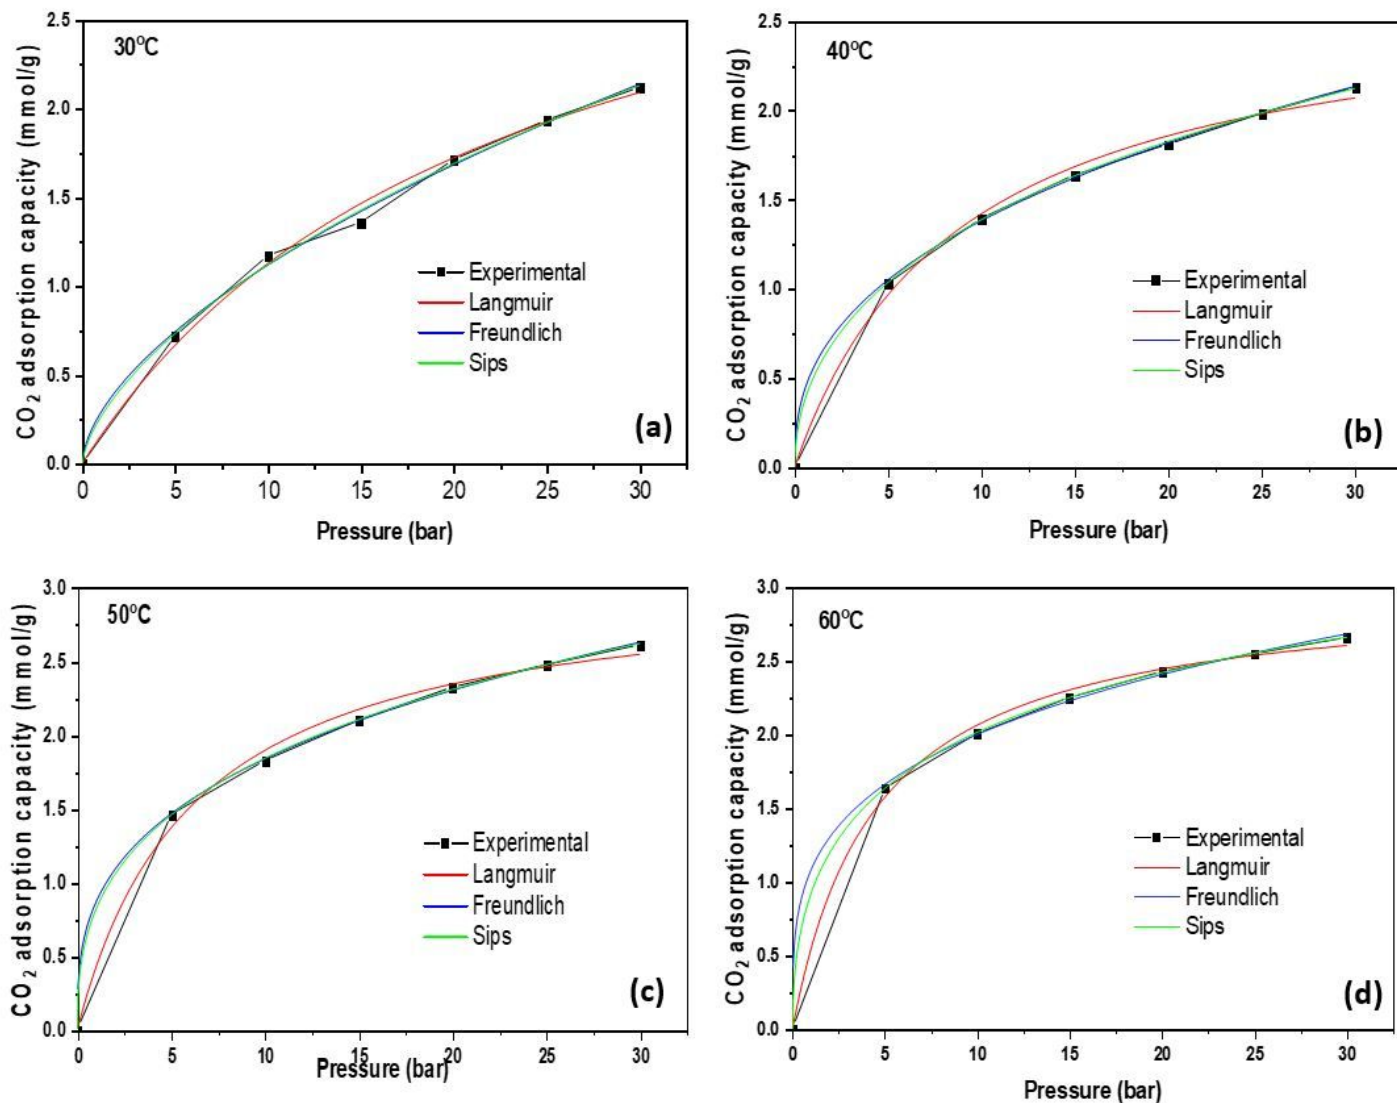 30°C
CO₂ adsorption capacity (mmol/g)
2.5
2.0
1.5
1.0
0.5
0.0
Experimental
Langmuir
Freundlich
Sips
(a)
0 5 10 15 20 25 30
Pressure (bar)
40°C
CO₂ adsorption capacity (mmol/g)
2.5
2.0
1.5
1.0
0.5
0.0
Experimental
Langmuir
Freundlich
Sips
(b)
0 5 10 15 20 25 30
Pressure (bar)
50°C
CO₂ adsorption capacity (mmol/g)
3.0
2.5
2.0
1.5
1.0
0.5
0.0
Experimental
Langmuir
Freundlich
Sips
(c)
0 5 10 15 20 25 30
Pressure (bar)
60°C
CO₂ adsorption capacity (mmol/g)
3.0
2.5
2.0
1.5
1.0
0.5
0.0
Experimental
Langmuir
Freundlich
Sips
(d)
0 5 10 15 20 25 30
Pressure (bar)